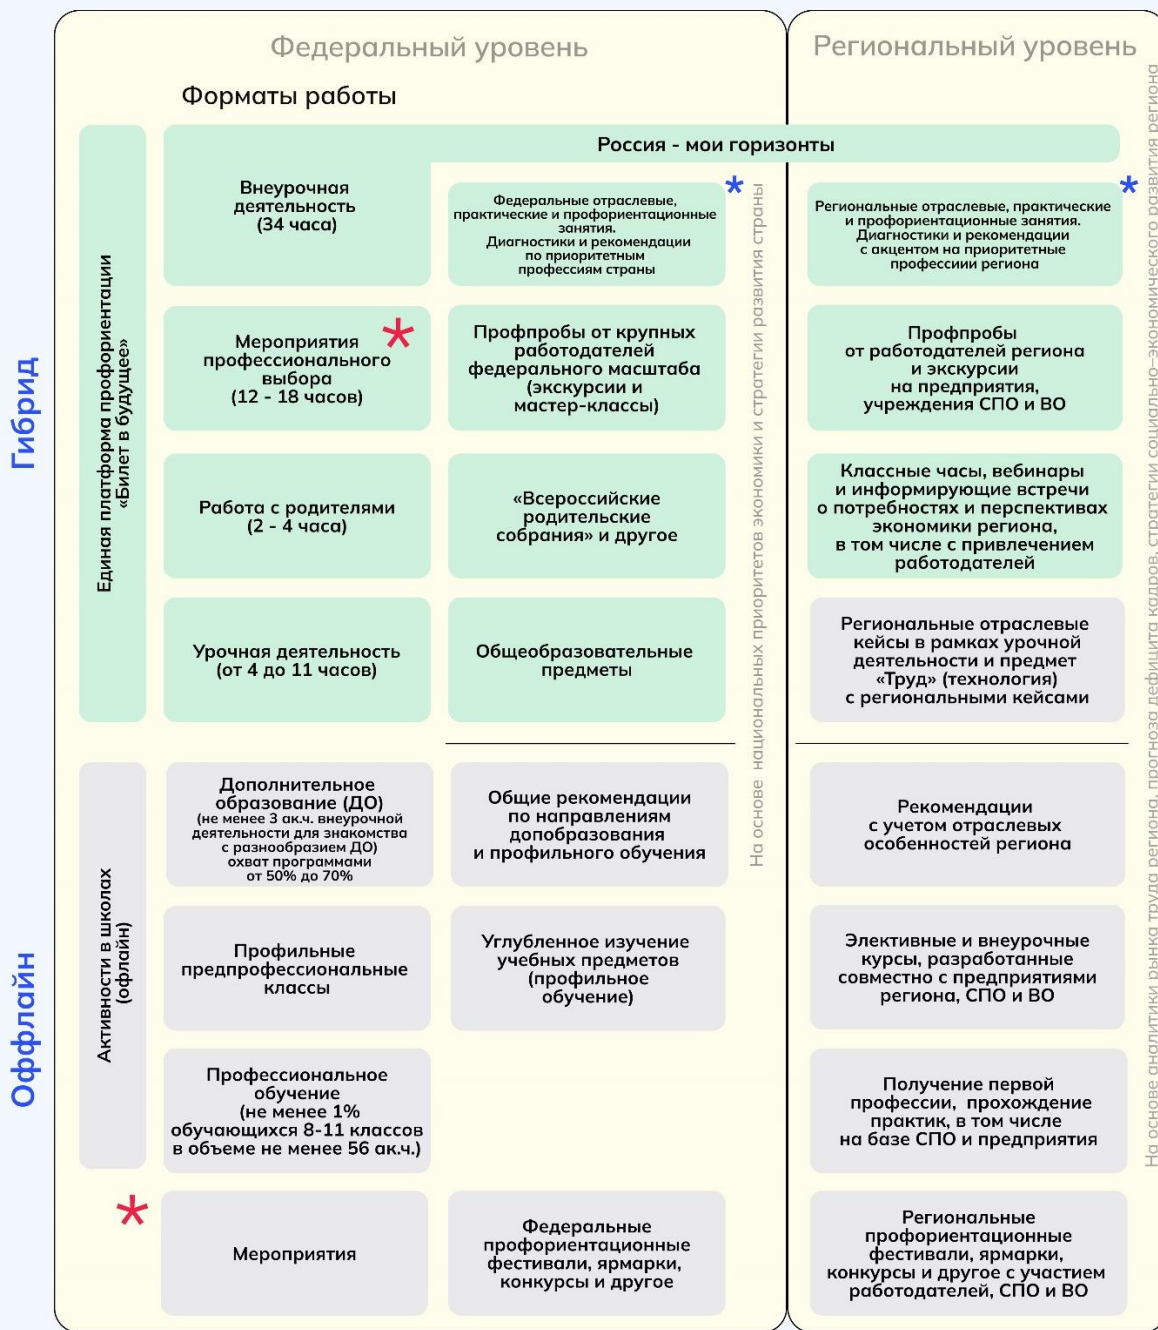 Федеральный уровень
Региональный уровень
Форматы работы
Гибрид
Единая платформа профориентации
«Билет в будущее»
Россия - мои горизонты
Внеурочная
деятельность
(34 часа)
*
Федеральные отраслевые,
практические и профориентационные
занятия.
Диагностики и рекомендации
по приоритетным
профессиям страны
*
Региональные отраслевые, практические
и профориентационные занятия.
Диагностики и рекомендации
с акцентом на приоритетные
профессиии региона
Мероприятия *
профессионального
выбора
(12 - 18 часов)
Профпробы от крупных
работодателей
федерального масштаба
(экскурсии и
мастер-классы)
Профпробы
от работодателей региона
и экскурсии
на предприятия,
учреждения СПО и ВО
Работа с родителями
(2 - 4 часа)
«Всероссийские
родительские
собрания» и другое
Классные часы, вебинары
и информирующие встречи
о потребностях и перспективах
экономики региона,
в том числе с привлечением
работодателей
Урочная деятельность
(от 4 до 11 часов)
Общеобразовательные
предметы
Региональные отраслевые
кейсы в рамках урочной
деятельности и предмет
«Труд» (технология)
с региональными кейсами
Оффлайн
Активности в школах
(офлайн)
Дополнительное
образование (ДО)
(не менее 3 ак.ч. внеурочной
деятельности для знакомства
с разнообразием ДО)
охват программами
от 50% до 70%
Общие рекомендации
по направлениям
допобразования
и профильного обучения
Рекомендации
с учетом отраслевых
особенностей региона
Профильные
предпрофессиональные
классы
Углубленное изучение
учебных предметов
(профильное
обучение)
Элективные и внеурочные
курсы, разработанные
совместно с предприятиями
региона, СПО и ВО
Профессиональное
обучение
(не менее 1%
обучающихся 8-11 классов
в объеме не менее 56 ак.ч.)
Получение первой
профессии, прохождение
практик, в том числе
на базе СПО и предприятия
*
Мероприятия
Федеральные
профориентационные
фестивали, ярмарки,
конкурсы и другое
Региональные
профориентационные
фестивали, ярмарки,
конкурсы и другое с участием
работодателей, СПО и ВО
На основе национальных приоритетов экономики и стратегии развития страны
На основе аналитики рынка труда региона, прогноза дефицита кадров, стратегии социально-экономического развития региона